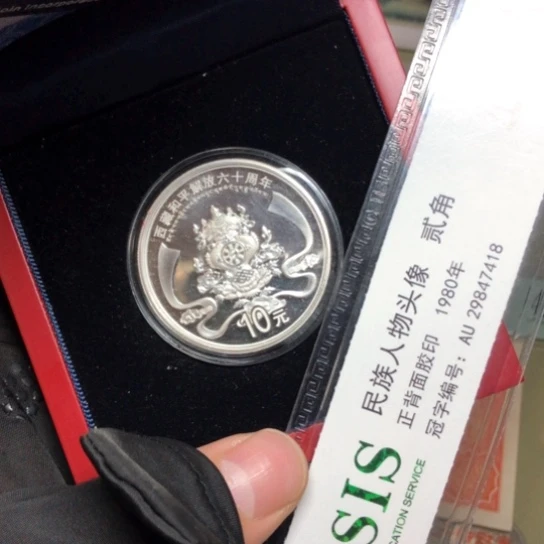 oin Incorpora
西藏和平解放六十周年
10元
民族人物头像 贰角
正背面胶印 1980年
冠字编号: AU 29847418
SIS
CATION SERVICE